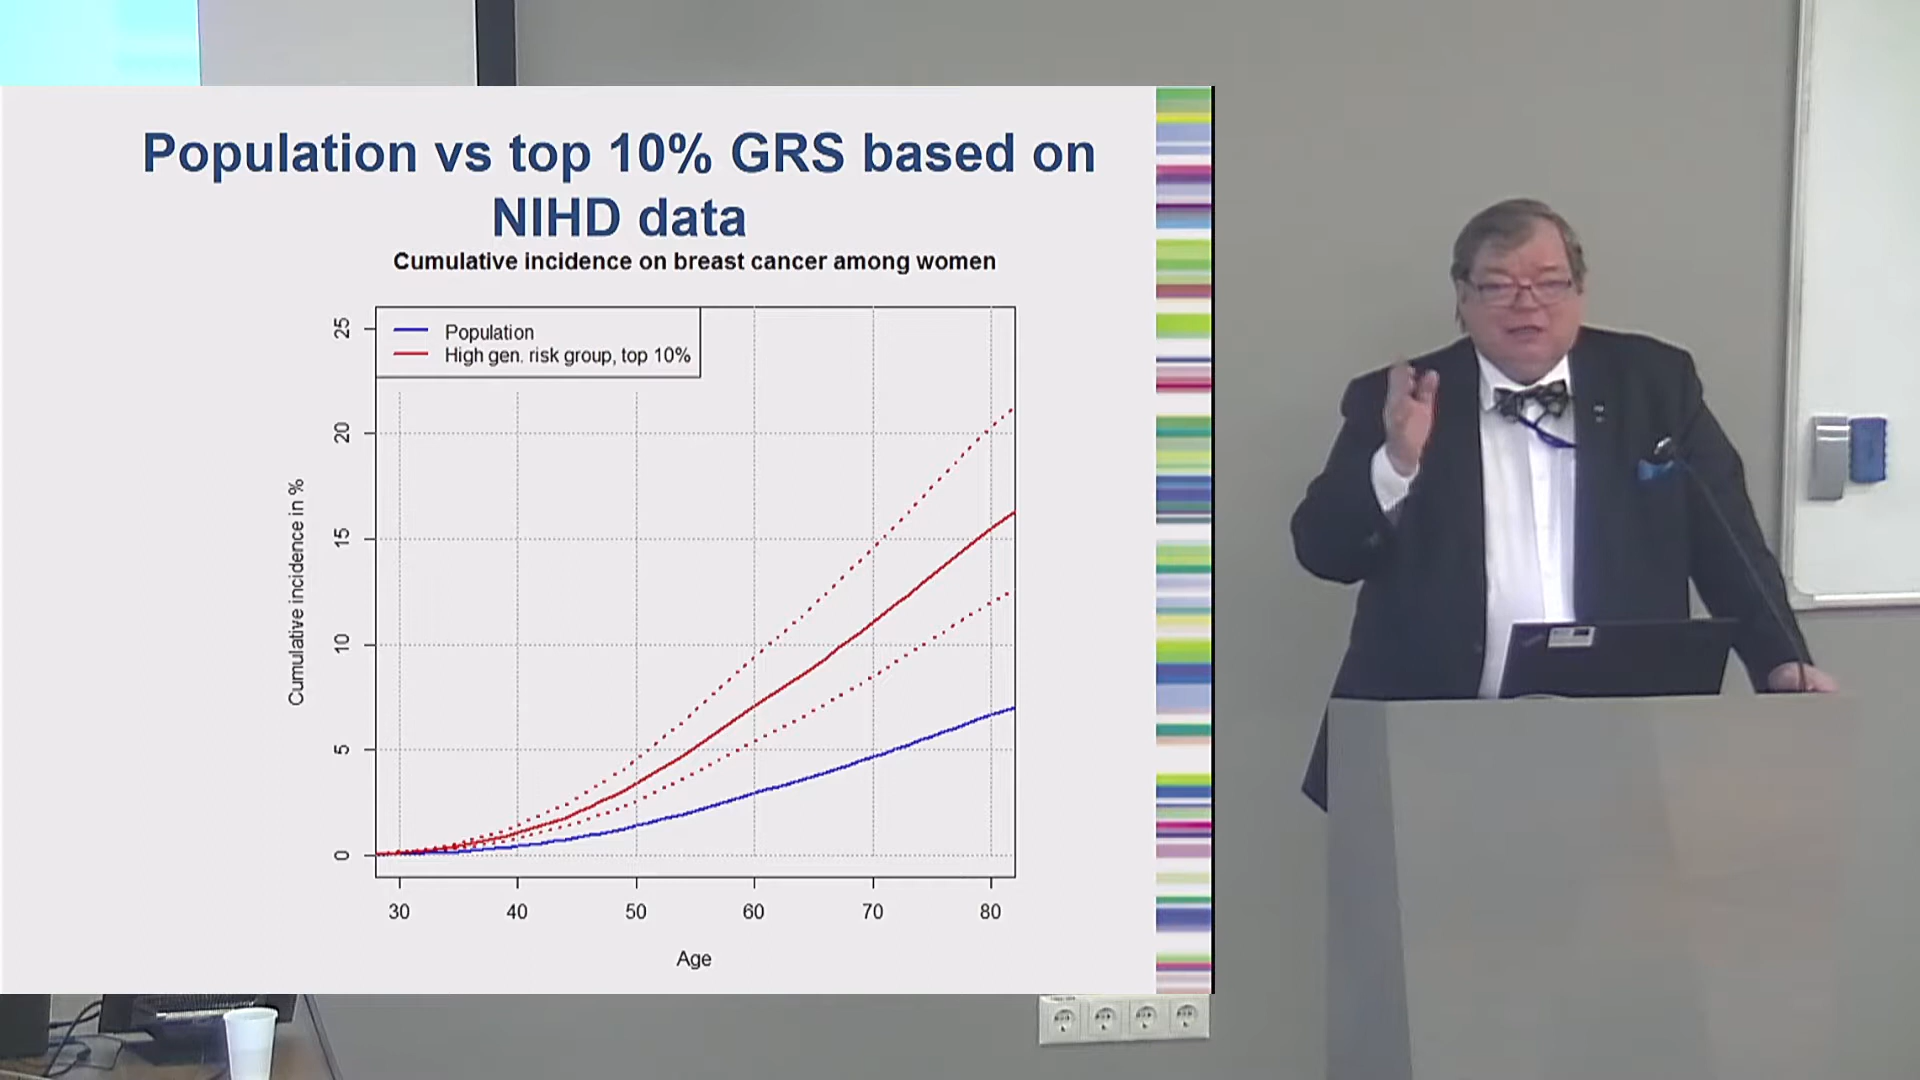 Population vs top 10% GRS based on
NIHD data
Cumulative incidence on breast cancer among women
Population
High gen. risk group, top 10%
Cumulative incidence in %
25
20
15
10
5
0
30 40 50 60 70 80
Age